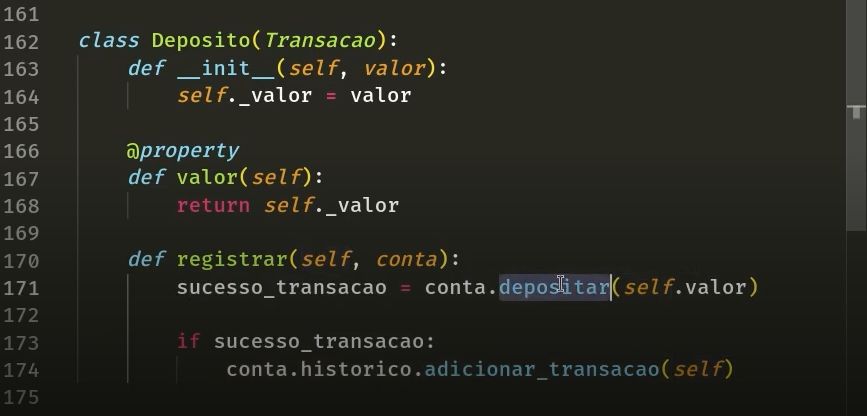 161
162 class Deposito(Transacao):
163     def __init__(self, valor):
164         self._valor = valor
165
166     @property
167     def valor(self):
168         return self._valor
169
170     def registrar(self, conta):
171         sucesso_transacao = conta.depositar(self.valor)
172
173         if sucesso_transacao:
174             conta.historico.adicionar_transacao(self)
175